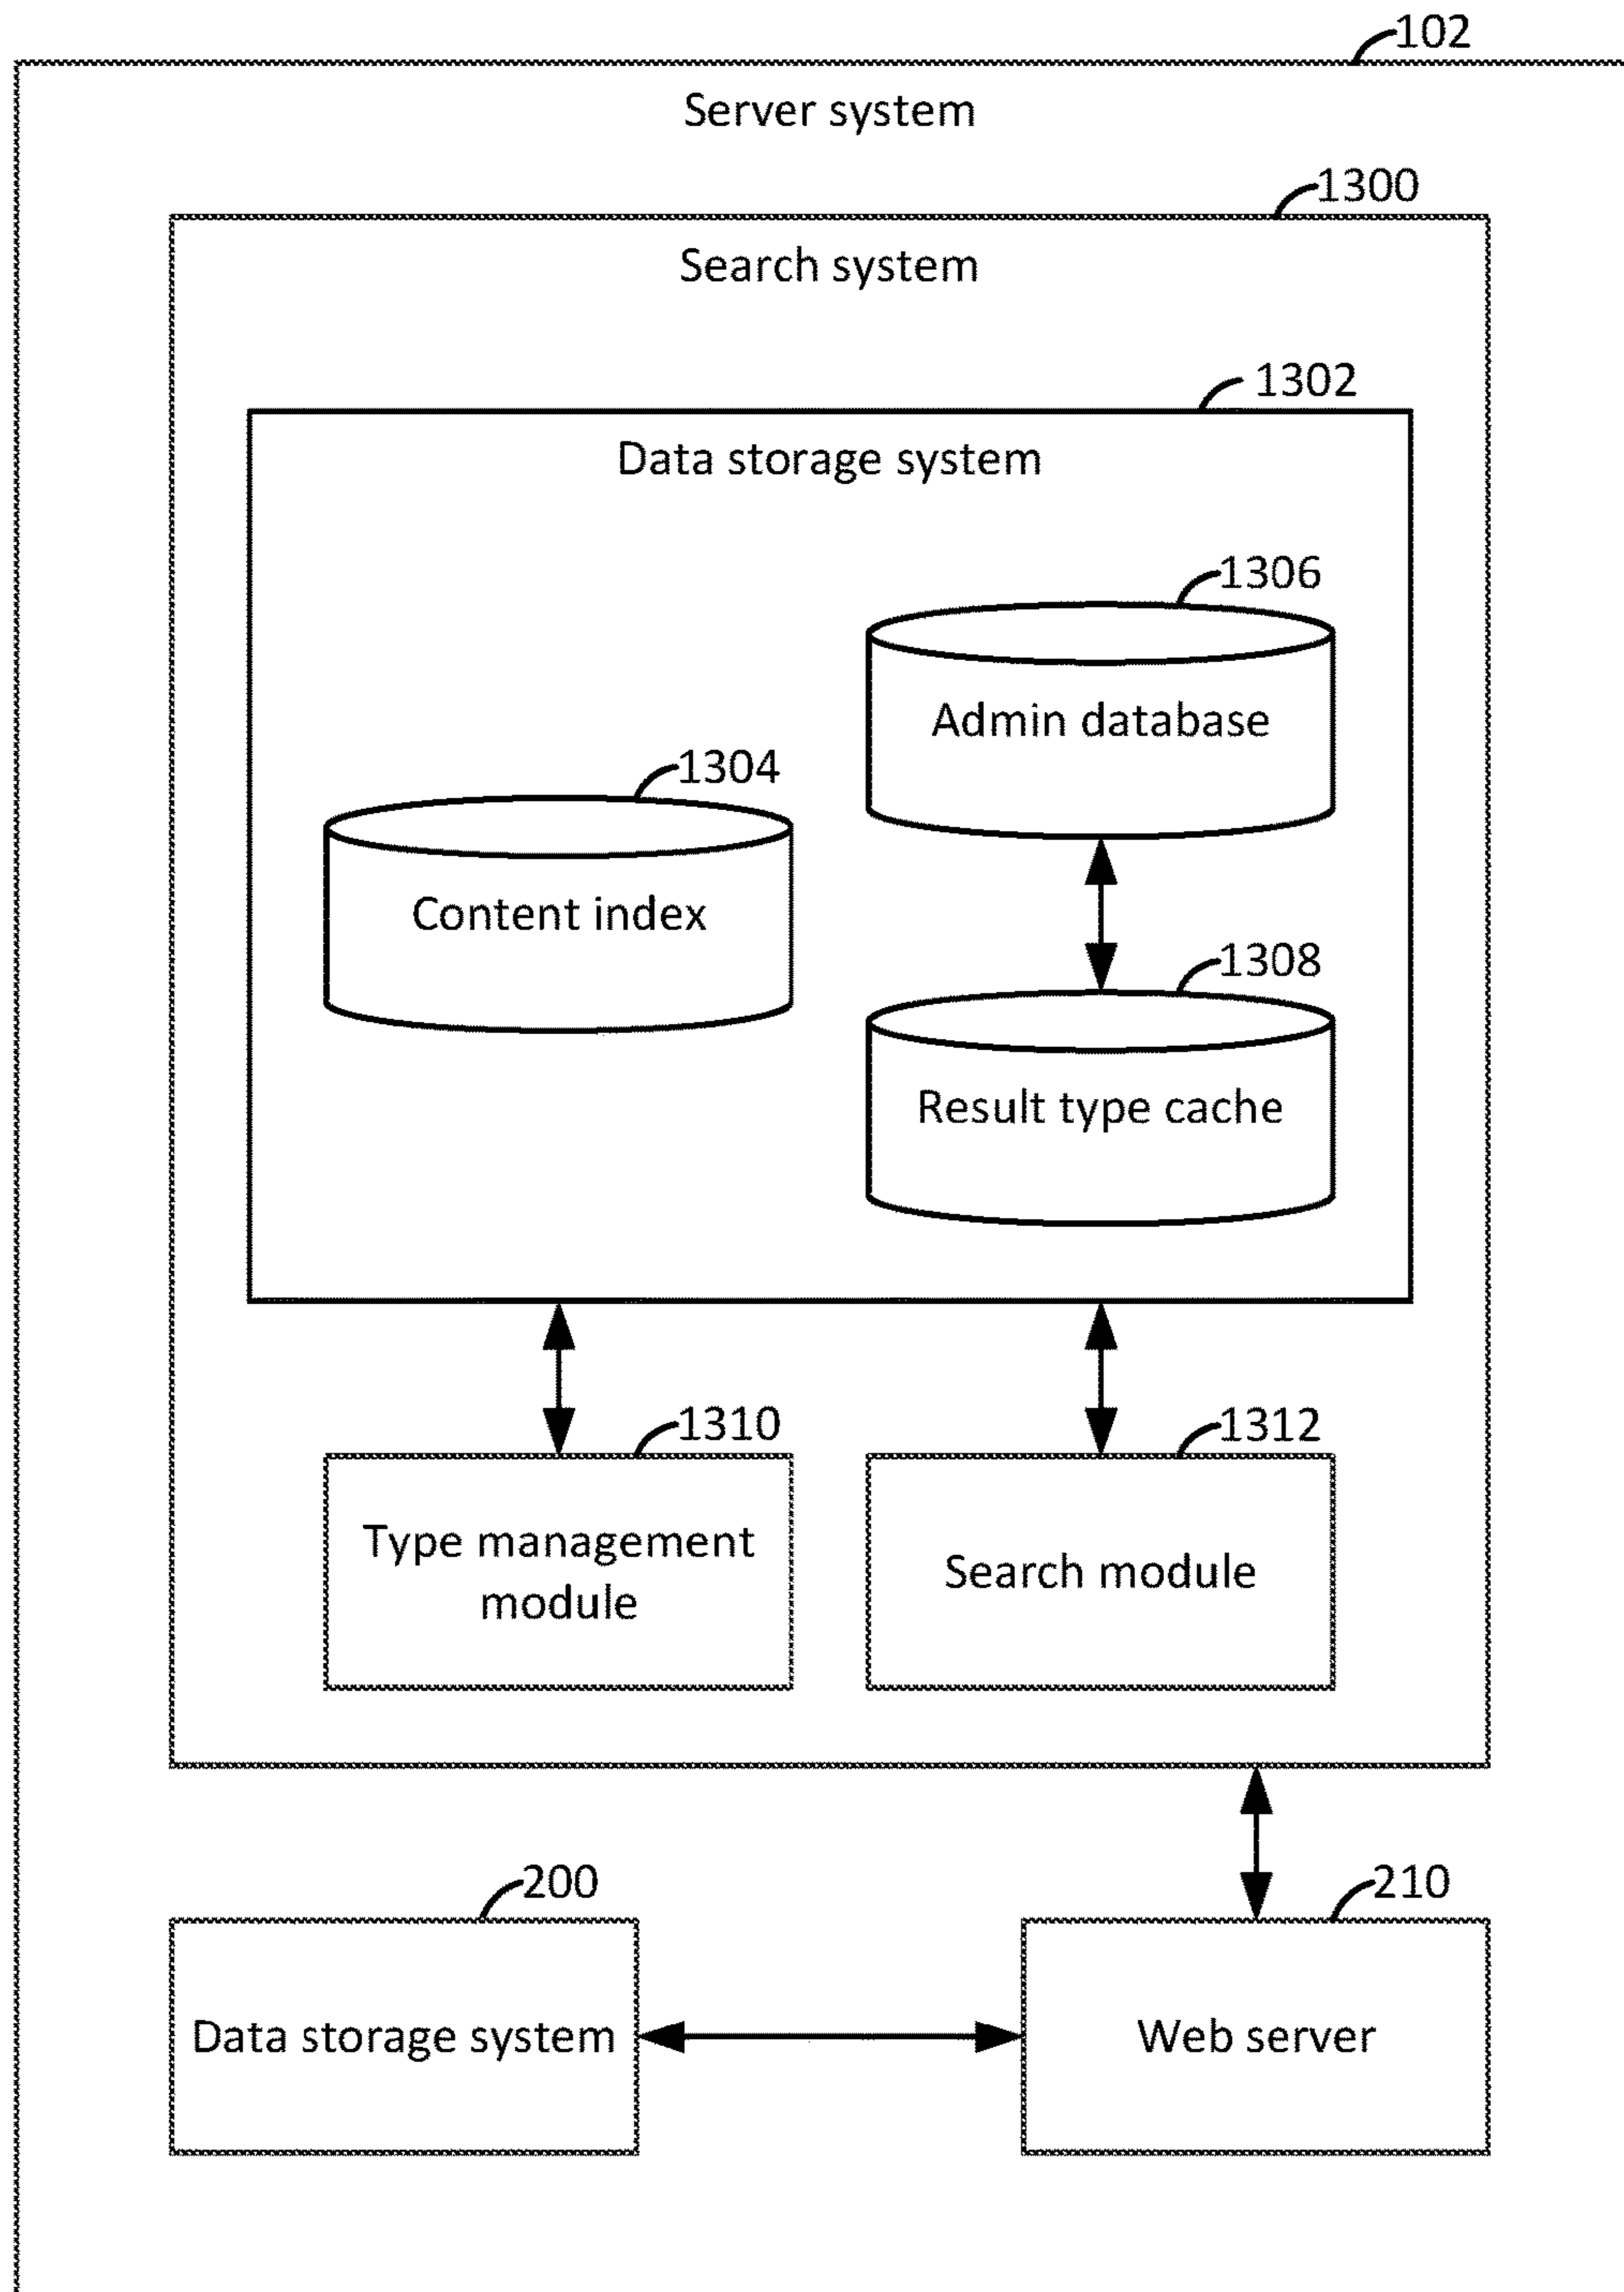 102
Server system
1300
Search system
1302
Data storage system
1306
Admin database
1304
Content index
1308
Result type cache
1310
Type management
module
1312
Search module
200
Data storage system
210
Web server